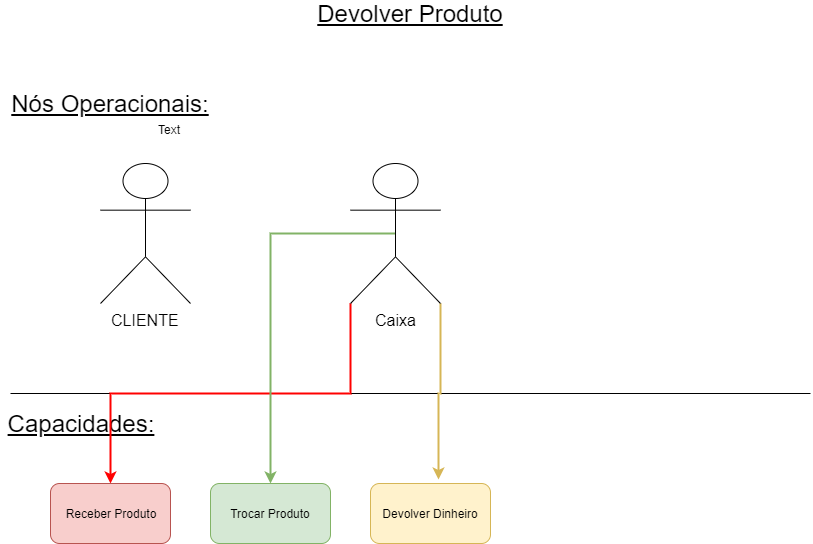 Devolver Produto
Nós Operacionais:
Text
CLIENTE
Caixa
Capacidades:
Receber Produto
Trocar Produto
Devolver Dinheiro